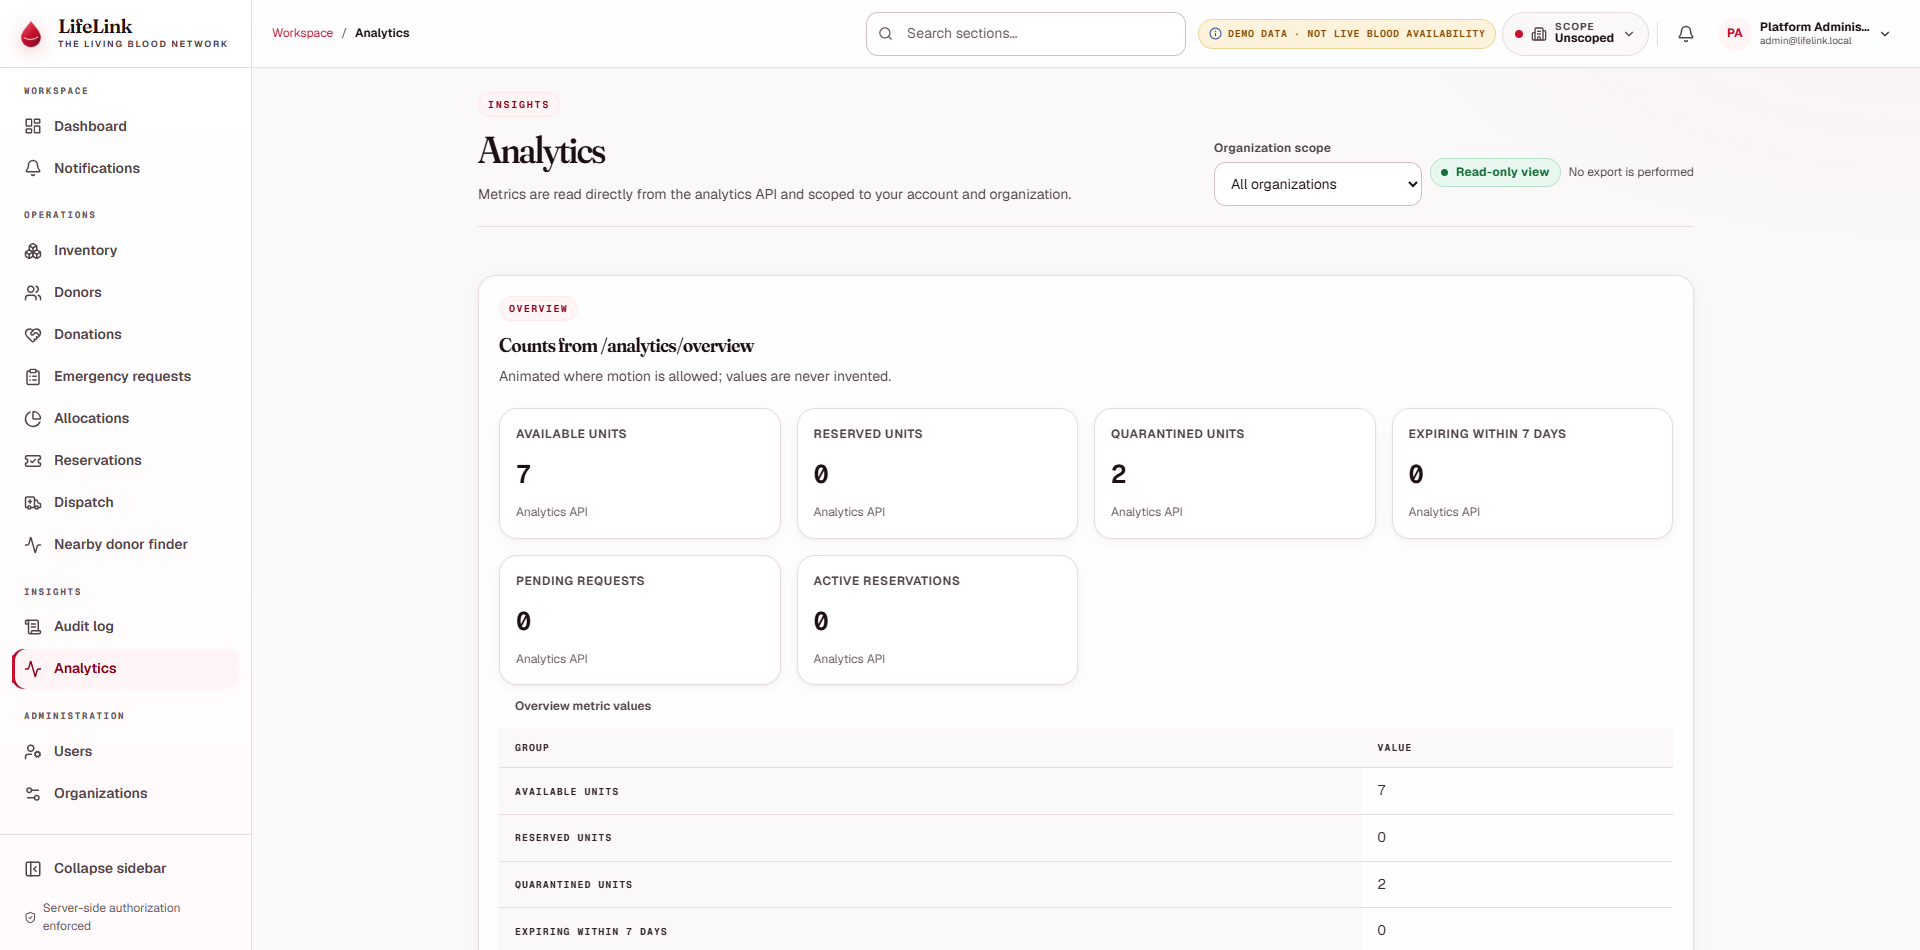 LifeLink
THE LIVING BLOOD NETWORK
Workspace / Analytics
Search sections...
DEMO DATA · NOT LIVE BLOOD AVAILABILITY
SCOPE
Unscoped
PA
Platform Adminis...
admin@lifelink.local
WORKSPACE
Dashboard
Notifications
OPERATIONS
Inventory
Donors
Donations
Emergency requests
Allocations
Reservations
Dispatch
Nearby donor finder
INSIGHTS
Audit log
Analytics
ADMINISTRATION
Users
Organizations
Collapse sidebar
Server-side authorization
enforced
INSIGHTS
Analytics
Metrics are read directly from the analytics API and scoped to your account and organization.
Organization scope
All organizations
Read-only view
No export is performed
OVERVIEW
Counts from /analytics/overview
Animated where motion is allowed; values are never invented.
AVAILABLE UNITS
7
Analytics API
RESERVED UNITS
0
Analytics API
QUARANTINED UNITS
2
Analytics API
EXPIRING WITHIN 7 DAYS
0
Analytics API
PENDING REQUESTS
0
Analytics API
ACTIVE RESERVATIONS
0
Analytics API
Overview metric values
GROUP VALUE
AVAILABLE UNITS 7
RESERVED UNITS 0
QUARANTINED UNITS 2
EXPIRING WITHIN 7 DAYS 0